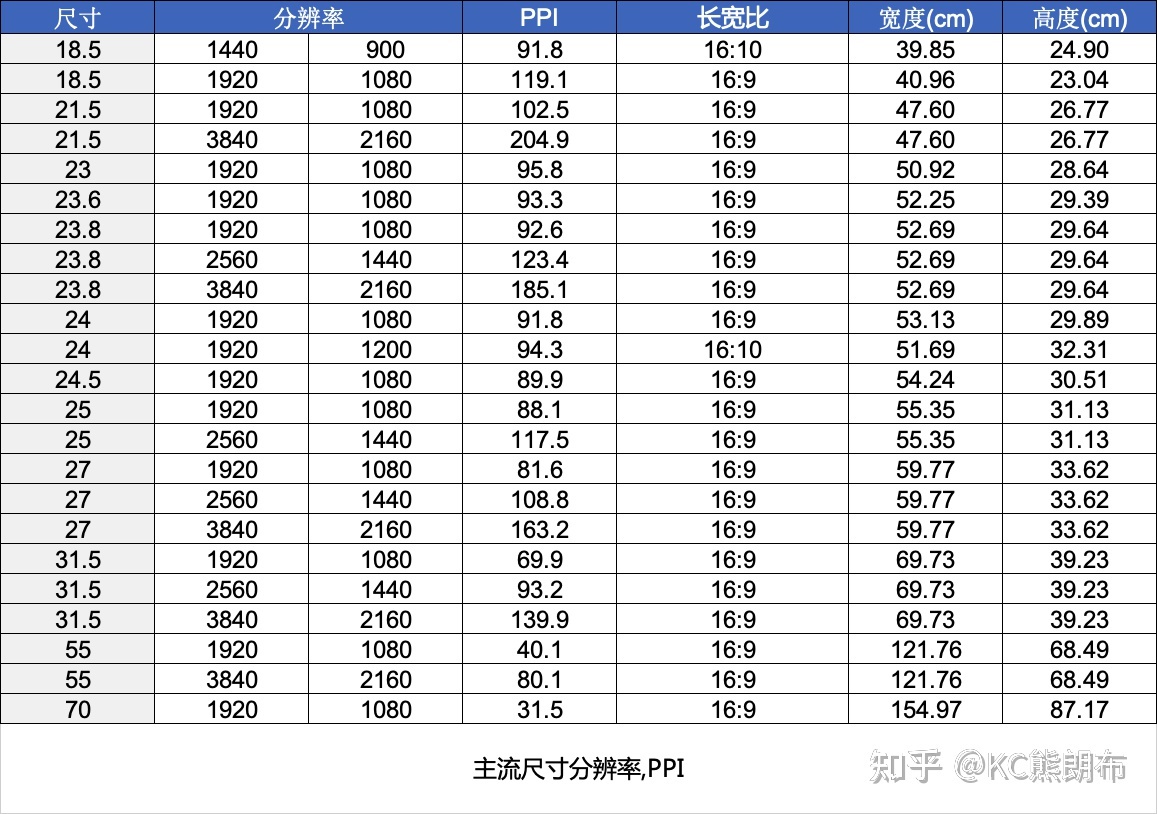 尺寸 分辨率 PPI 长宽比 宽度(cm) 高度(cm)
18.5 1440 900 91.8 16:10 39.85 24.90
18.5 1920 1080 119.1 16:9 40.96 23.04
21.5 1920 1080 102.5 16:9 47.60 26.77
21.5 3840 2160 204.9 16:9 47.60 26.77
23 1920 1080 95.8 16:9 50.92 28.64
23.6 1920 1080 93.3 16:9 52.25 29.39
23.8 1920 1080 92.6 16:9 52.69 29.64
23.8 2560 1440 123.4 16:9 52.69 29.64
23.8 3840 2160 185.1 16:9 52.69 29.64
24 1920 1080 91.8 16:9 53.13 29.89
24 1920 1200 94.3 16:10 51.69 32.31
24.5 1920 1080 89.9 16:9 54.24 30.51
25 1920 1080 88.1 16:9 55.35 31.13
25 2560 1440 117.5 16:9 55.35 31.13
27 1920 1080 81.6 16:9 59.77 33.62
27 2560 1440 108.8 16:9 59.77 33.62
27 3840 2160 163.2 16:9 59.77 33.62
31.5 1920 1080 69.9 16:9 69.73 39.23
31.5 2560 1440 93.2 16:9 69.73 39.23
31.5 3840 2160 139.9 16:9 69.73 39.23
55 1920 1080 40.1 16:9 121.76 68.49
55 3840 2160 80.1 16:9 121.76 68.49
70 1920 1080 31.5 16:9 154.97 87.17
主流尺寸分辨率,PPI
知乎 @KC熊朗布